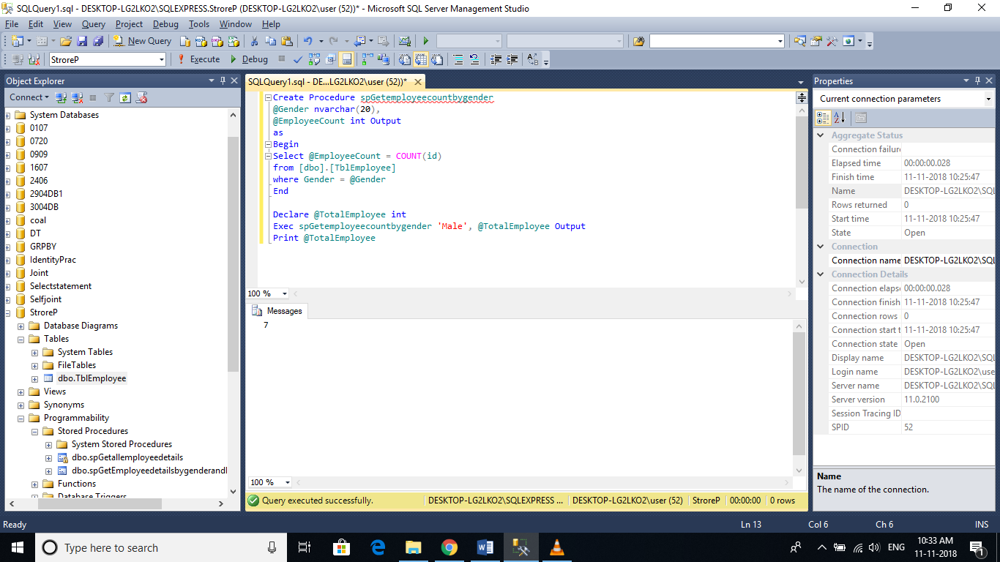 SQLQuery1.sql - DESKTOP-LG2LKO2\SQLEXPRESS.StroreP (DESKTOP-LG2LKO2\user (52))* - Microsoft SQL Server Management Studio
File Edit View Query Project Debug Tools Window Help
New Query
StroreP Execute Debug
Object Explorer
Connect
System Databases
0107
0720
0909
1607
2406
2904DB1
3004DB
coal
DT
GRPBY
IdentityPrac
Joint
Selectstatement
Selfjoint
StroreP
Database Diagrams
Tables
System Tables
FileTables
dbo.TblEmployee
Views
Synonyms
Programmability
Stored Procedures
System Stored Procedures
dbo.spGetallemployeedetails
dbo.spGetEmployeedetailsbygenderand
Functions
Database Triggers
SQLQuery1.sql - DE...LG2LKO2\user (52))*
Create Procedure spGetemployeecountbygender
@Gender nvarchar(20),
@EmployeeCount int Output
as
Begin
Select @EmployeeCount = COUNT(id)
from [dbo].[TblEmployee]
where Gender = @Gender
End
Declare @TotalEmployee int
Exec spGetemployeecountbygender 'Male', @TotalEmployee Output
Print @TotalEmployee
100 %
Messages
7
100 %
Query executed successfully. DESKTOP-LG2LKO2\SQLEXPRESS ... DESKTOP-LG2LKO2\user (52) StroreP 00:00:00 0 rows
Properties
Current connection parameters
Aggregate Status
Connection failure
Elapsed time 00:00:00.028
Finish time 11-11-2018 10:25:47
Name DESKTOP-LG2LKO2\SQL
Rows returned 0
Start time 11-11-2018 10:25:47
State Open
Connection
Connection name DESKTOP-LG2LKO2\SQL
Connection Details
Connection elaps 00:00:00.028
Connection finish 11-11-2018 10:25:47
Connection rows 0
Connection start t 11-11-2018 10:25:47
Connection state Open
Display name DESKTOP-LG2LKO2\SQL
Login name DESKTOP-LG2LKO2\use
Server name DESKTOP-LG2LKO2\SQL
Server version 11.0.2100
Session Tracing ID
SPID 52
Name
The name of the connection.
Ready Ln 13 Col 6 Ch 6 INS
Type here to search
ENG
10:33 AM
11-11-2018
1